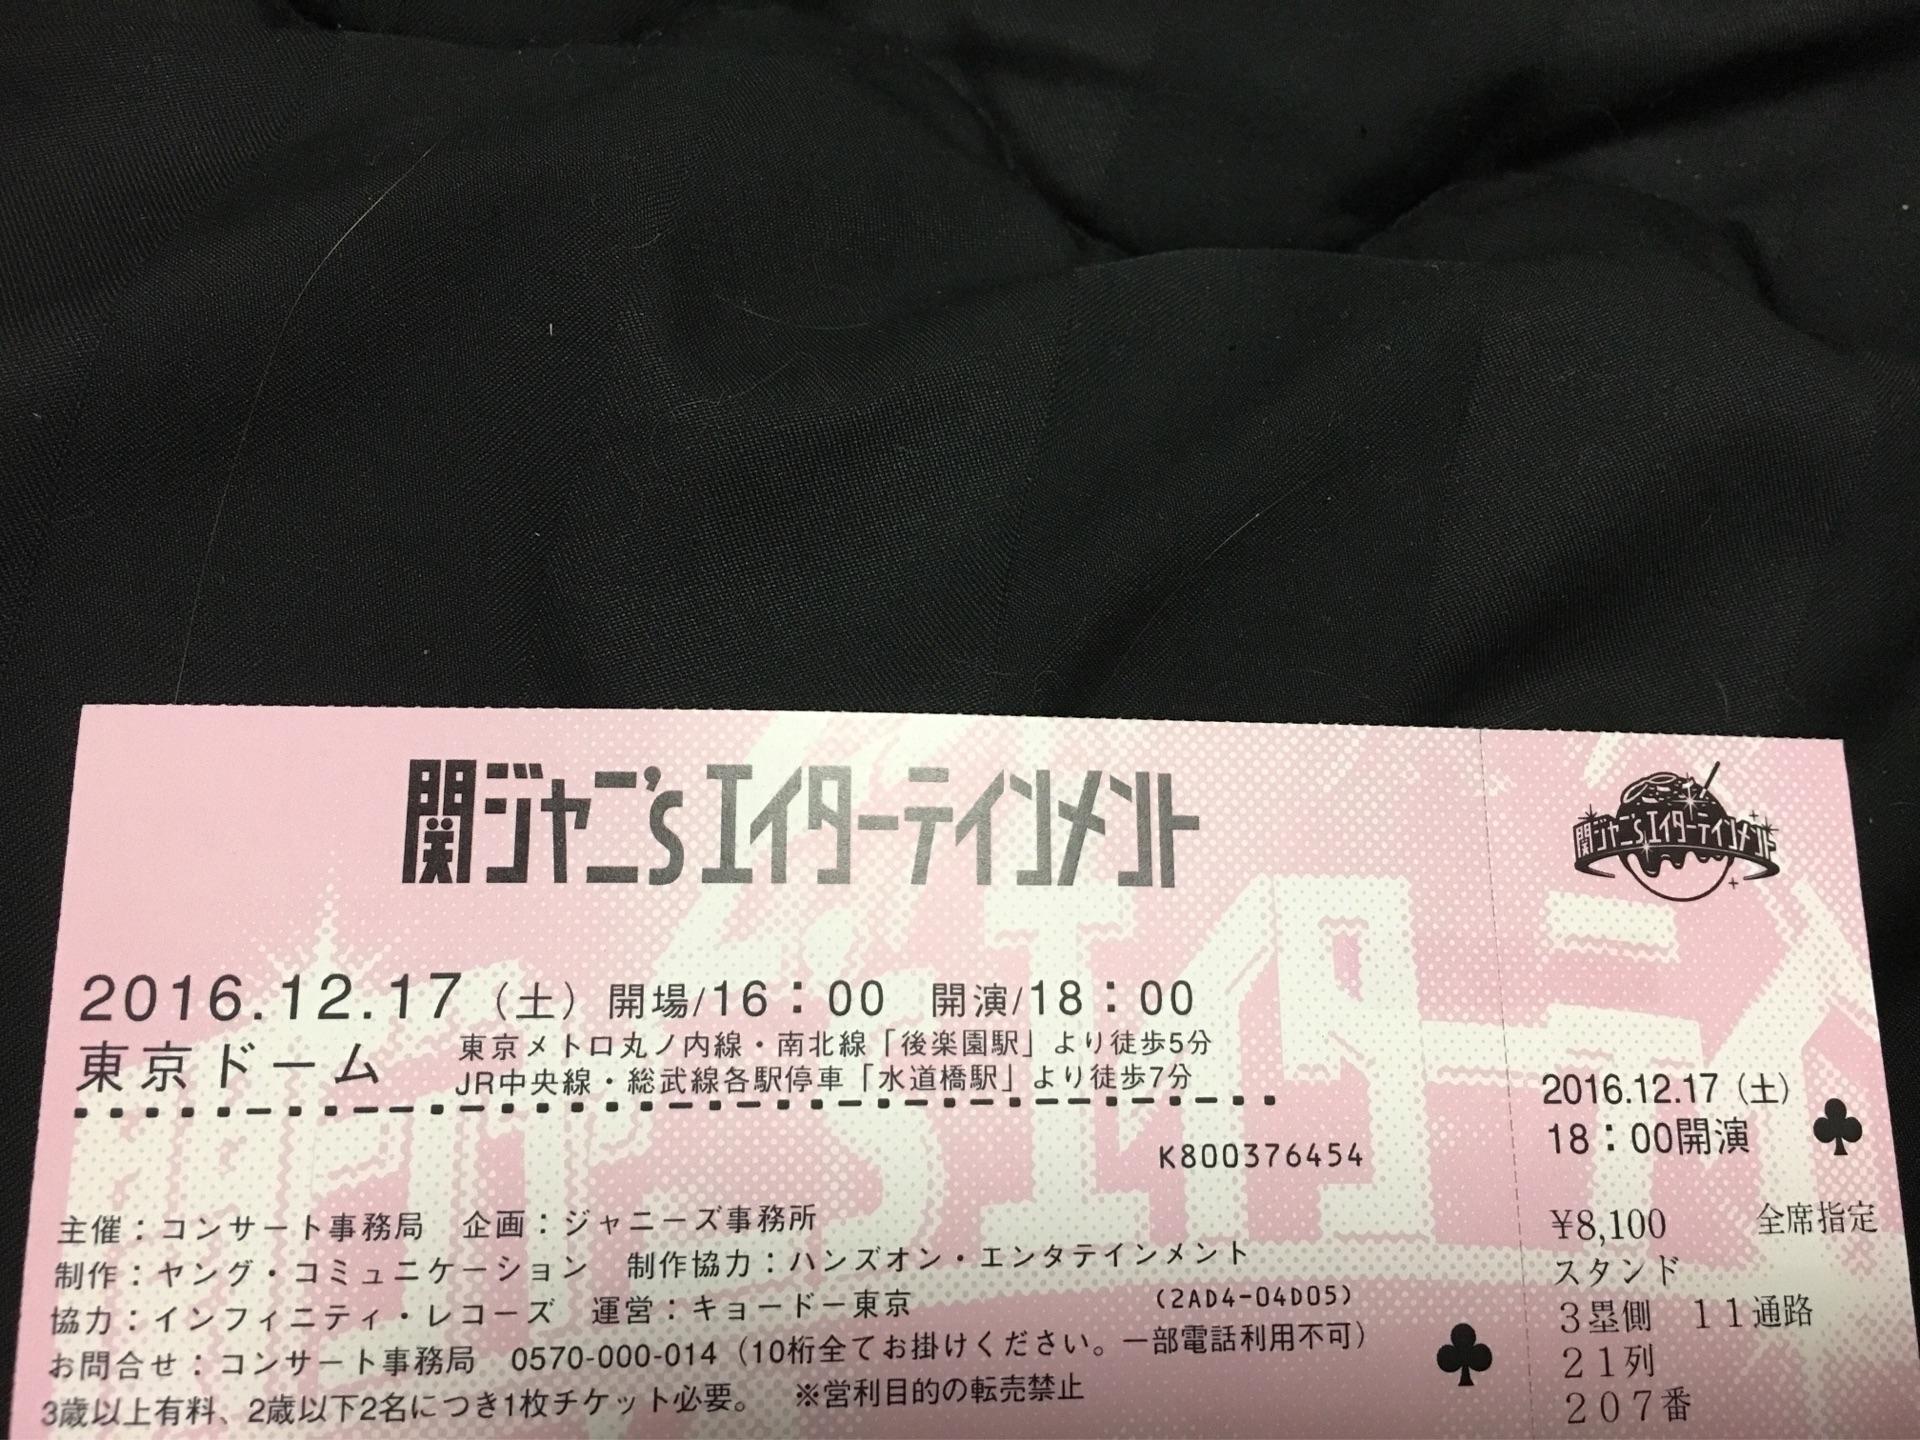 関ジャニ'sエイターテインメント
2016.12.17（土）開場/16：00　開演/18：00
東京ドーム
東京メトロ丸ノ内線・南北線「後楽園駅」より徒歩5分
JR中央線・総武線各駅停車「水道橋駅」より徒歩7分
K800376454
主催：コンサート事務局　企画：ジャニーズ事務所
制作：ヤング・コミュニケーション　制作協力：ハンズオン・エンタテインメント
協力：インフィニティ・レコーズ　運営：キョードー東京
(2AD4-04D05)
お問合せ：コンサート事務局　0570-000-014（10桁全てお掛けください。一部電話利用不可）
3歳以上有料、2歳以下2名につき1枚チケット必要。　※営利目的の転売禁止
関ジャニ'sエイターテインメント
2016.12.17（土）
18：00開演
¥8,100　全席指定
スタンド
3塁側　11通路
21列
207番